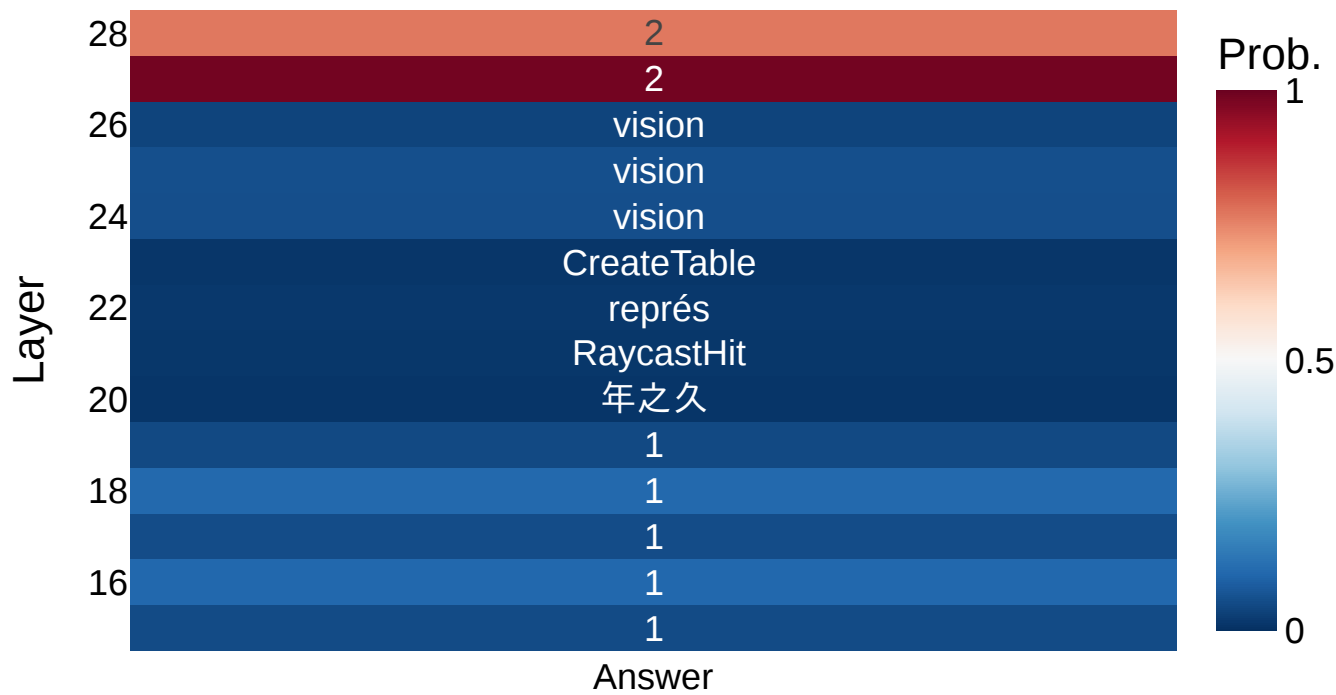 28
2
Prob.
2
1
26
vision
vision
24
vision
CreateTable
22
représ
Layer
RaycastHit
0.5
20
年之久
1
18
1
1
16
1
1
0
Answer